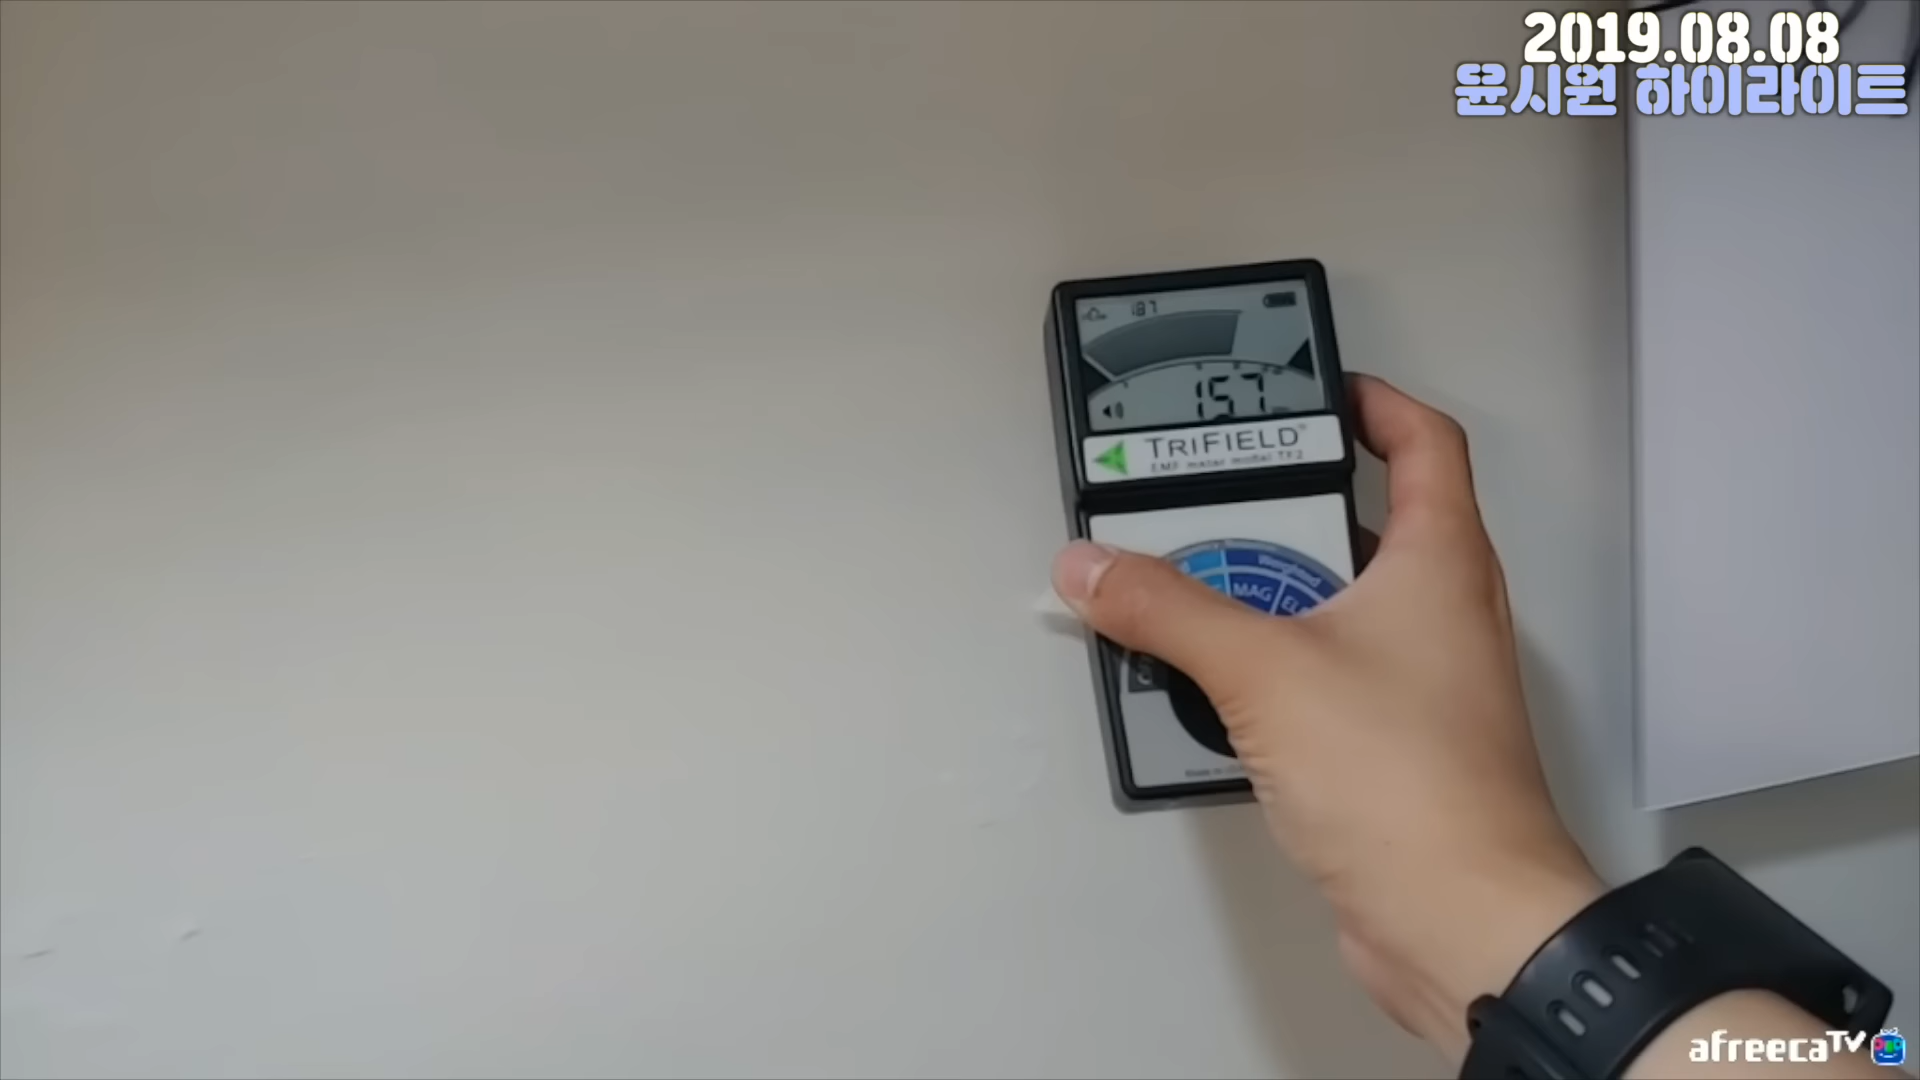 2019.08.08
윤시원 하이라이트
187
157
TRIFIELD
EMF meter model TF2
Weighted
MAG
afreecaTV